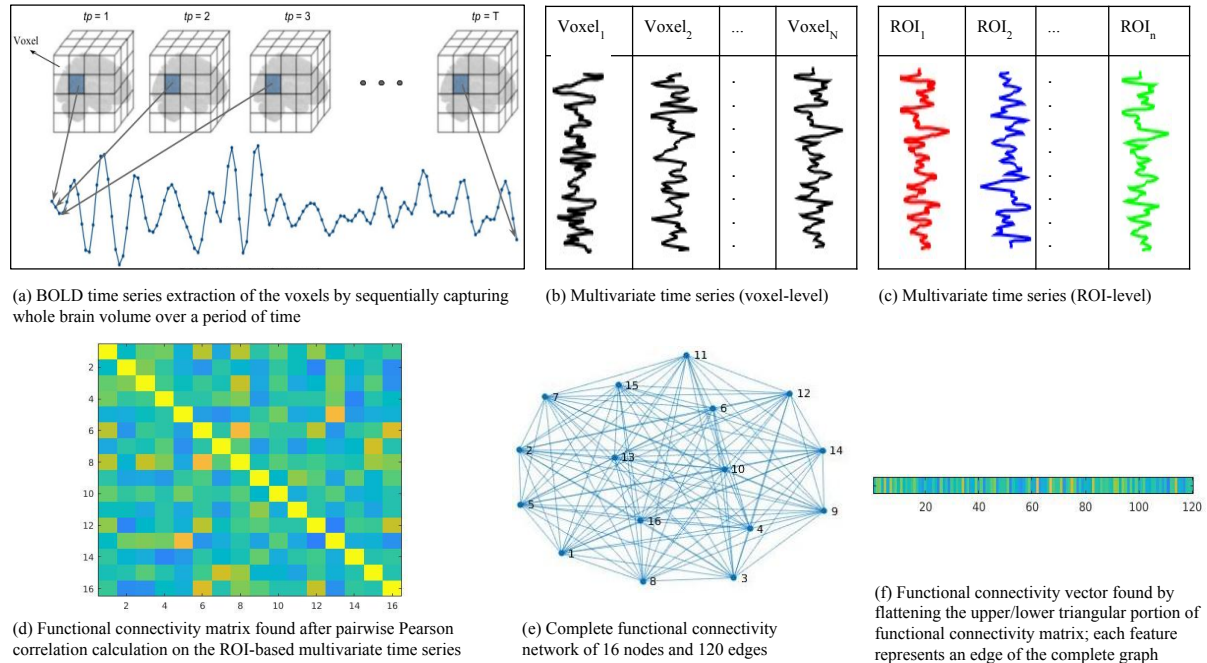 tp = 1
tp = 2
tp = 3
tp = T
Voxel
(a) BOLD time series extraction of the voxels by sequentially capturing
whole brain volume over a period of time
Voxel1 Voxel2 ... VoxelN
(b) Multivariate time series (voxel-level)
ROI1 ROI2 ... ROIn
(c) Multivariate time series (ROI-level)
2
4
6
8
10
12
14
16
2 4 6 8 10 12 14 16
(d) Functional connectivity matrix found after pairwise Pearson
correlation calculation on the ROI-based multivariate time series
11
15
12
7
6
2
14
13
10
5
9
16
4
1
8
3
(e) Complete functional connectivity
network of 16 nodes and 120 edges
20 40 60 80 100 120
(f) Functional connectivity vector found by
flattening the upper/lower triangular portion of
functional connectivity matrix; each feature
represents an edge of the complete graph